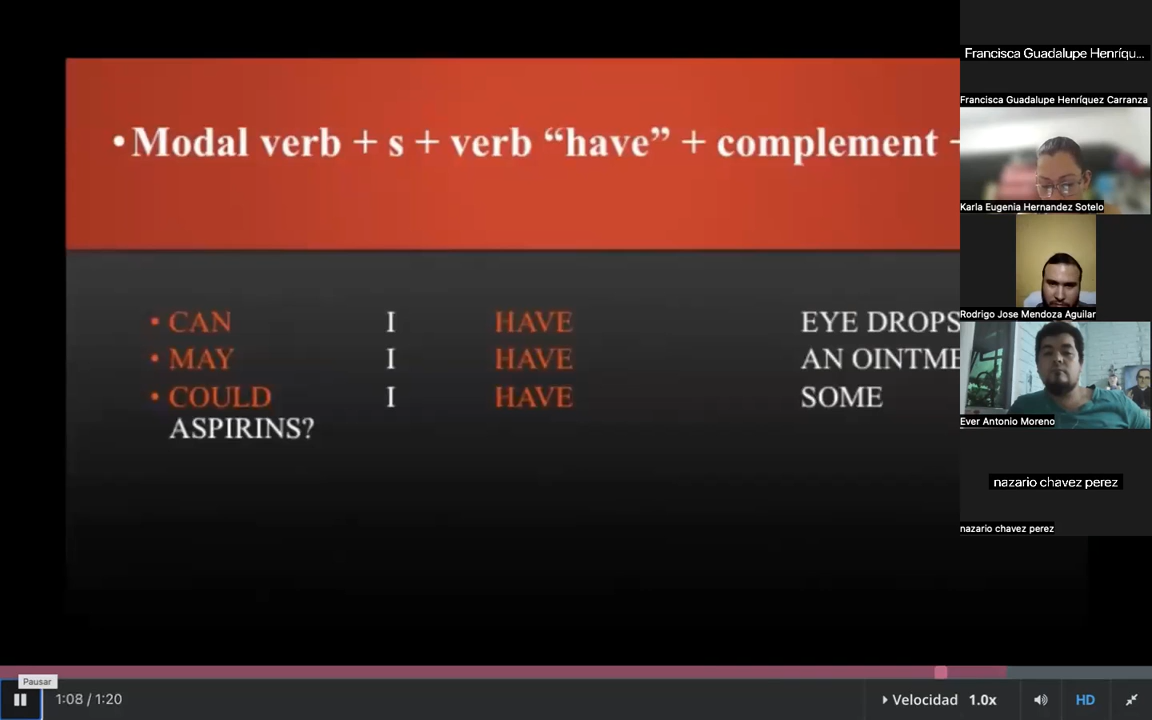 • Modal verb + s + verb “have” + complement +
• CAN I HAVE EYE DROPS
• MAY I HAVE AN OINTME
• COULD I HAVE SOME
ASPIRINS?
Francisca Guadalupe Henríqu...
Francisca Guadalupe Henríquez Carranza
Karla Eugenia Hernandez Sotelo
Rodrigo Jose Mendoza Aguilar
Ever Antonio Moreno
nazario chavez perez
nazario chavez perez
Pausar
1:08 / 1:20
Velocidad 1.0x
HD